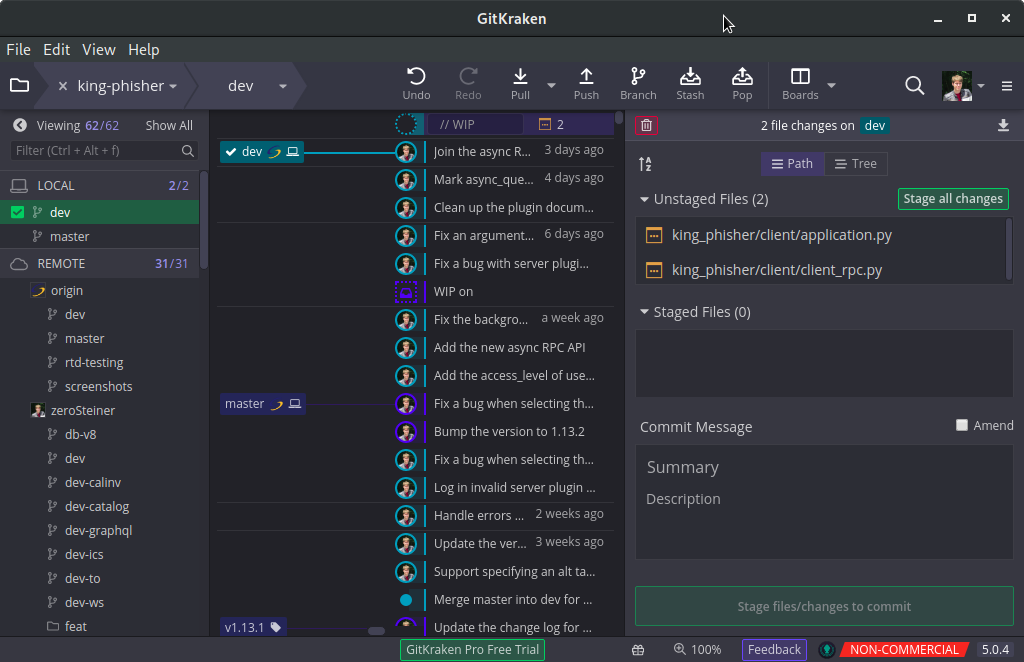 GitKraken
File Edit View Help
king-phisher
dev
Undo
Redo
Pull
Push
Branch
Stash
Pop
Boards
Viewing 62/62 Show All
Filter (Ctrl + Alt + f)
LOCAL 2/2
dev
master
REMOTE 31/31
origin
dev
master
rtd-testing
screenshots
zeroSteiner
db-v8
dev
dev-calinv
dev-catalog
dev-graphql
dev-ics
dev-to
dev-ws
feat
// WIP 2
dev Join the async R... 3 days ago
Mark async_que... 4 days ago
Clean up the plugin docum...
Fix an argument... 6 days ago
Fix a bug with server plugi...
WIP on
Fix the backgro... a week ago
Add the new async RPC API
Add the access_level of use...
master Fix a bug when selecting th...
Bump the version to 1.13.2
Fix a bug when selecting th...
Log in invalid server plugin ...
Handle errors ... 2 weeks ago
Update the ver... 3 weeks ago
Support specifying an alt ta...
Merge master into dev for ...
v1.13.1 Update the change log for ...
2 file changes on dev
Path Tree
Unstaged Files (2) Stage all changes
king_phisher/client/application.py
king_phisher/client/client_rpc.py
Staged Files (0)
Commit Message Amend
Summary
Description
Stage files/changes to commit
GitKraken Pro Free Trial 100% Feedback NON-COMMERCIAL 5.0.4